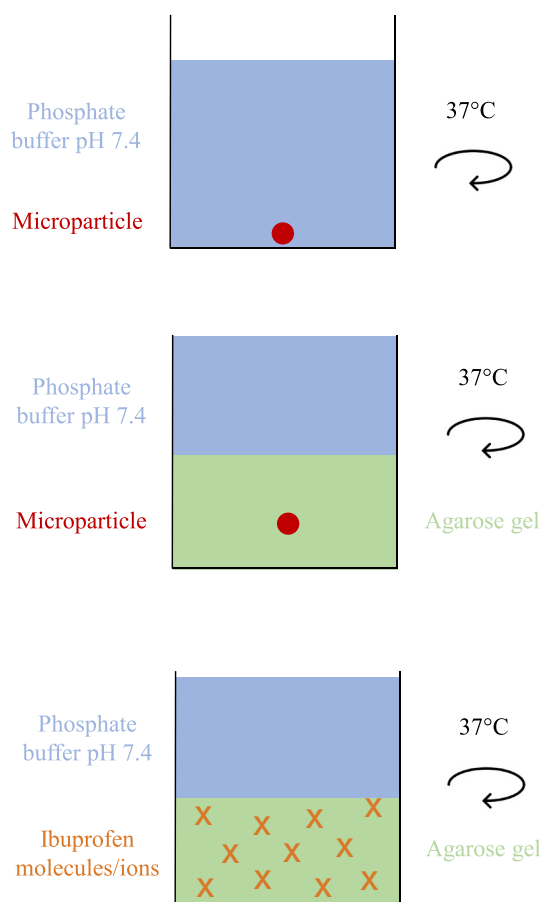 Phosphate
buffer pH 7.4
37°C
Microparticle
Phosphate
buffer pH 7.4
37°C
Microparticle
Agarose gel
Phosphate
buffer pH 7.4
37°C
Ibuprofen
molecules/ions
Agarose gel
X
X
X
X
X
X
X
X
X
X
X